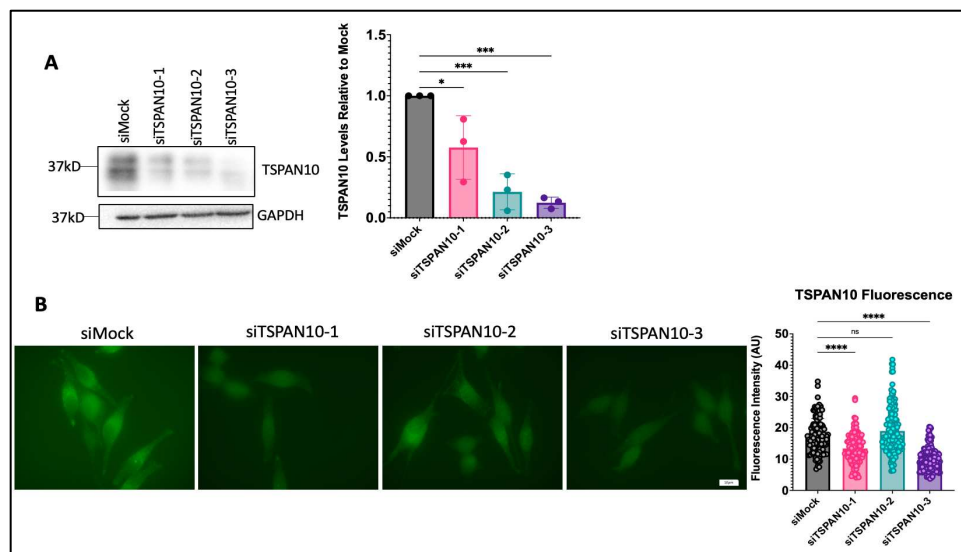 A
siMock
siTSPAN10-1
siTSPAN10-2
siTSPAN10-3
37kD
TSPAN10
37kD
GAPDH
TSPAN10 Levels Relative to Mock
1.5
1.0
0.5
0.0
***
***
*
siMock
siTSPAN10-1
siTSPAN10-2
siTSPAN10-3
B
siMock
siTSPAN10-1
siTSPAN10-2
siTSPAN10-3
TSPAN10 Fluorescence
Fluorescence Intensity (AU)
50
40
30
20
10
0
****
ns
****
siMock
siTSPAN10-1
siTSPAN10-2
siTSPAN10-3